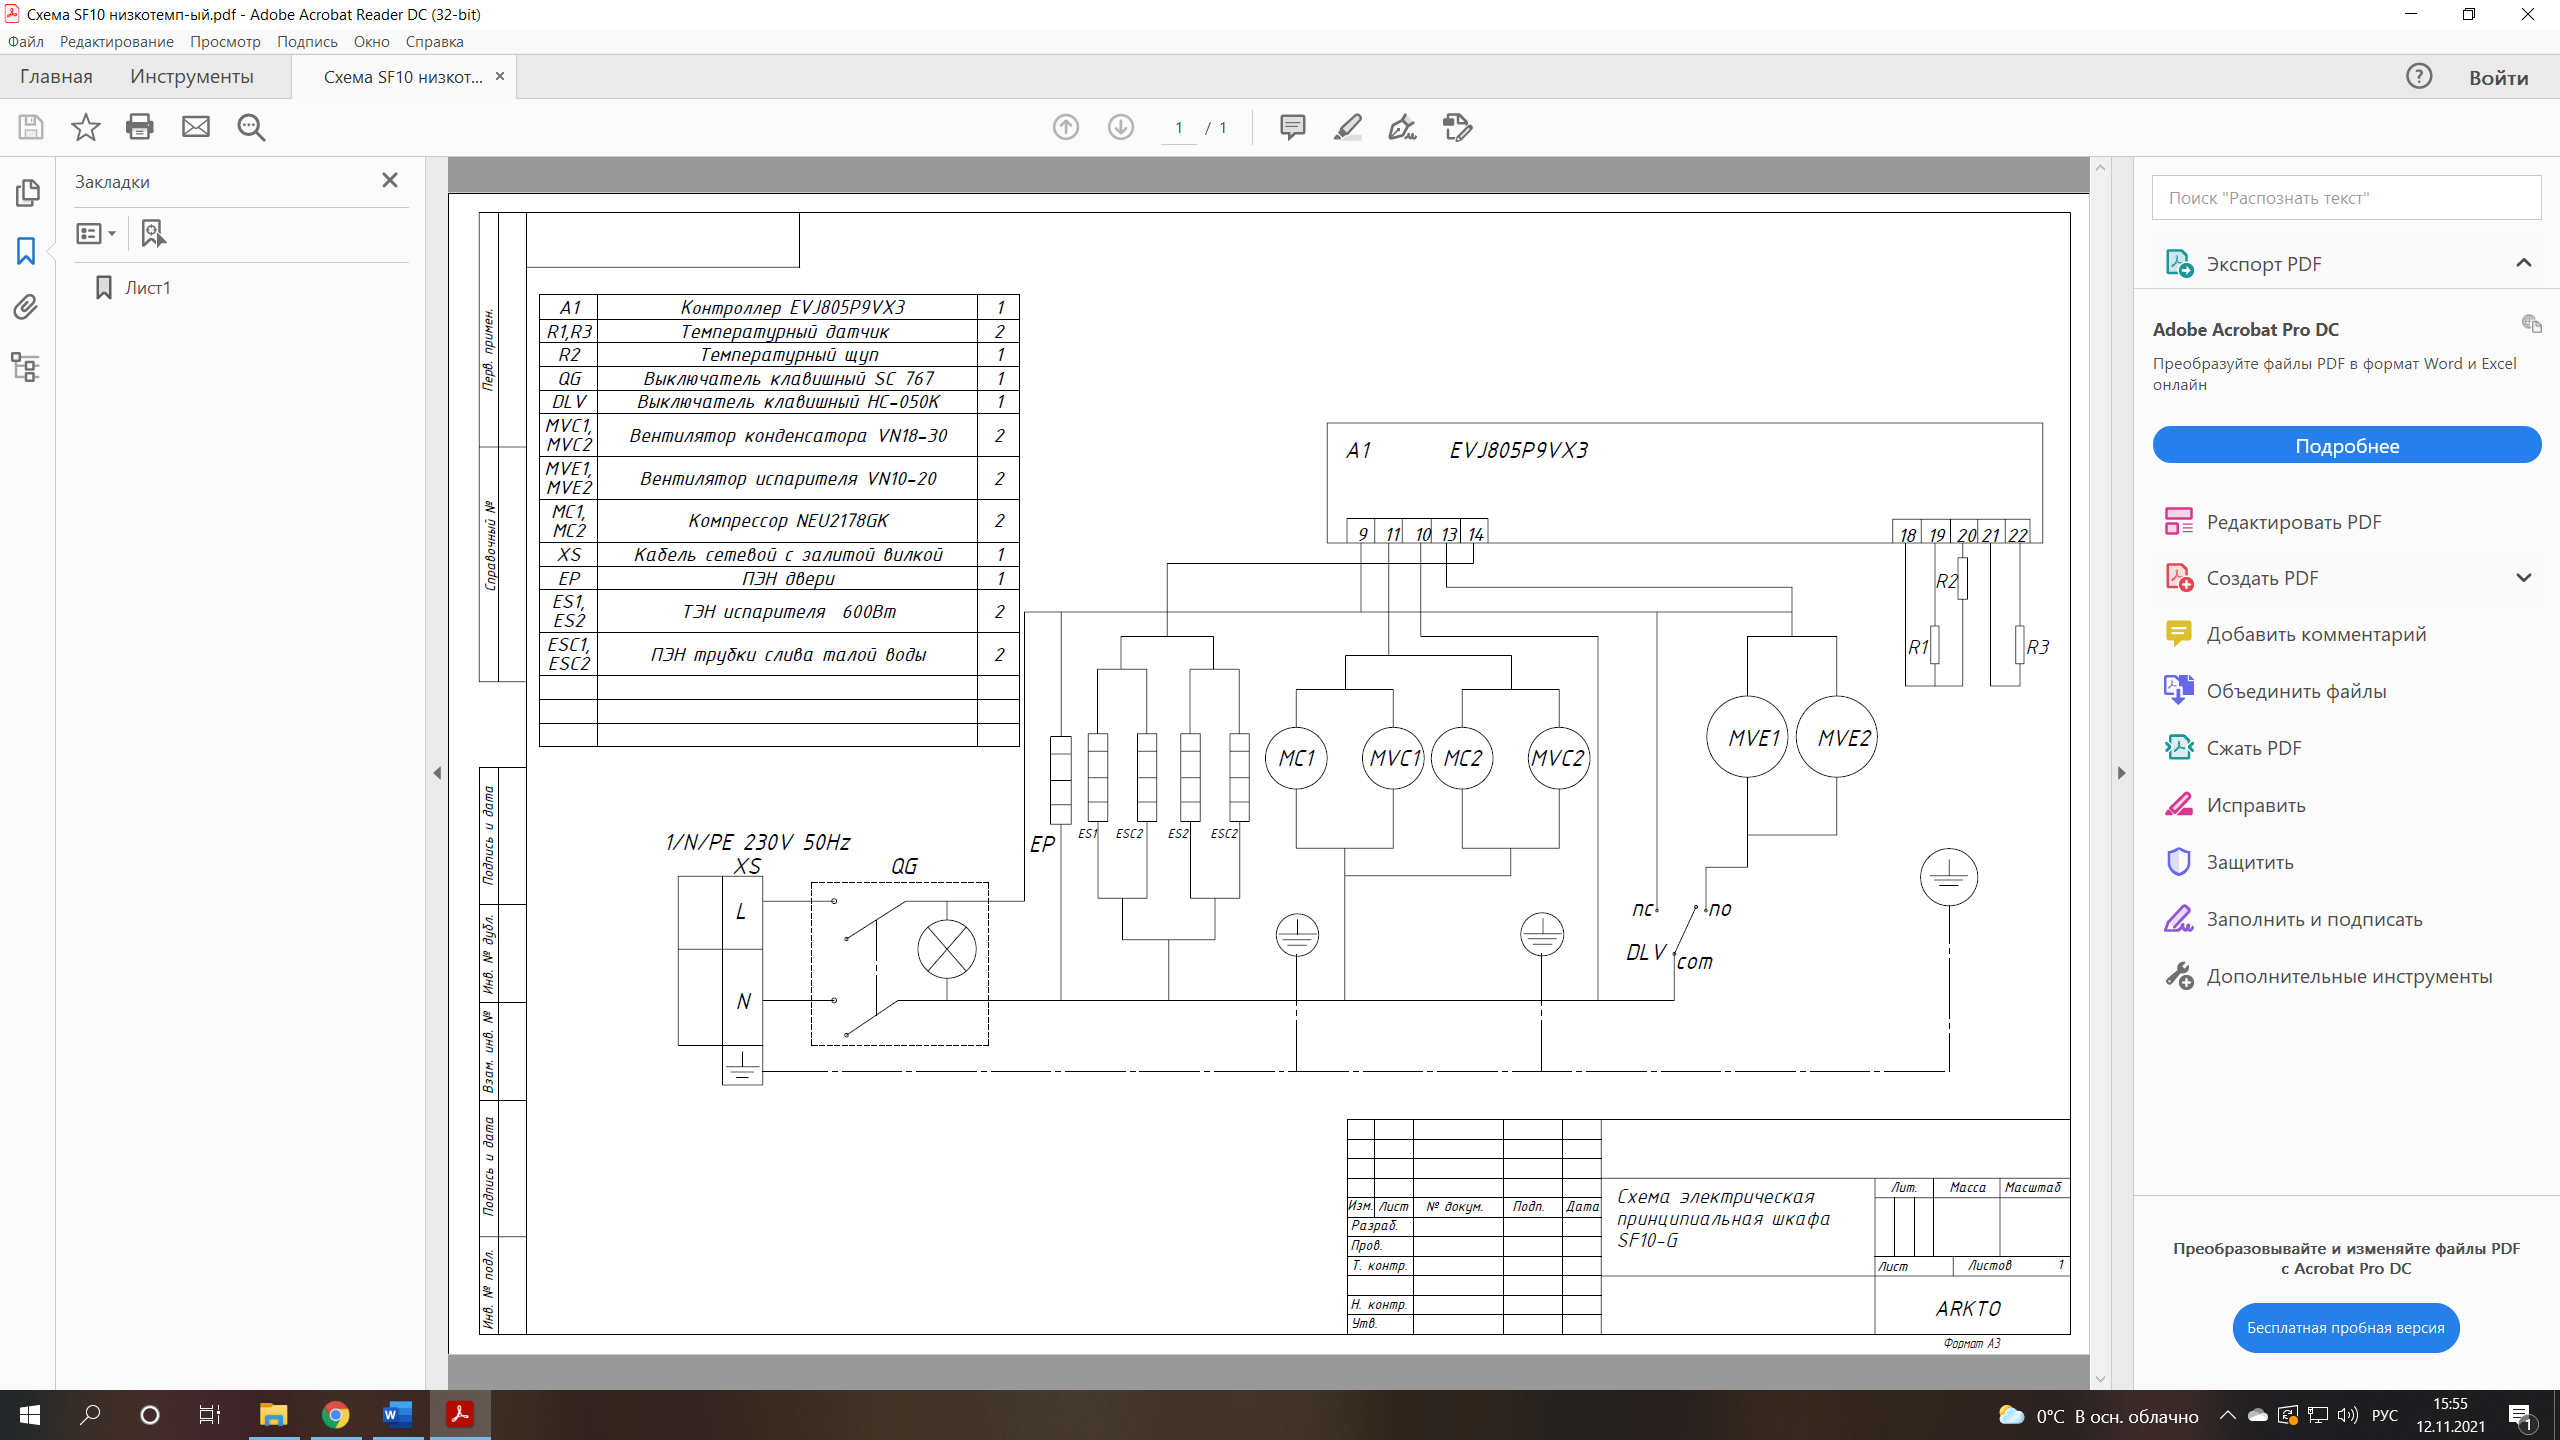 Схема SF10 низкотемп-ый.pdf - Adobe Acrobat Reader DC (32-bit)
Файл Редактирование Просмотр Подпись Окно Справка
Главная Инструменты Схема SF10 низкот... Войти
1 / 1
Закладки
Лист1
Поиск "Распознать текст"
Экспорт PDF
Adobe Acrobat Pro DC
Преобразуйте файлы PDF в формат Word и Excel
онлайн
Подробнее
Редактировать PDF
Создать PDF
Добавить комментарий
Объединить файлы
Сжать PDF
Исправить
Защитить
Заполнить и подписать
Дополнительные инструменты
Преобразовывайте и изменяйте файлы PDF
с Acrobat Pro DC
Бесплатная пробная версия
Перв. примен.
Справочный №
Подпись и дата
Инв. № дубл.
Взам. инв. №
Подпись и дата
Инв. № подл.
A1 Контроллер EVJ805P9VX3 1
R1,R3 Температурный датчик 2
R2 Температурный щуп 1
QG Выключатель клавишный SC 767 1
DLV Выключатель клавишный HC-050K 1
MVC1,
MVC2 Вентилятор конденсатора VN18-30 2
MVE1,
MVE2 Вентилятор испарителя VN10-20 2
MC1,
MC2 Компрессор NEU2178GK 2
XS Кабель сетевой с залитой вилкой 1
EP ПЭН двери 1
ES1,
ES2 ТЭН испарителя 600Вт 2
ESC1,
ESC2 ПЭН трубки слива талой воды 2
A1 EVJ805P9VX3
9 11 10 13 14 18 19 20 21 22
R2
R1 R3
MC1 MVC1 MC2 MVC2 MVE1 MVE2
EP ES1 ESC2 ES2 ESC2
1/N/PE 230V 50Hz
XS QG
L
N
nc no
DLV com
Изм. Лист № докум. Подп. Дата
Разраб.
Пров.
Т. контр.
Н. контр.
Утв.
Схема электрическая
принципиальная шкафа
SF10-G
Лит. Масса Масштаб
Лист Листов 1
ARKTO
Формат А3
0°C В осн. облачно РУС 15:55
12.11.2021
1